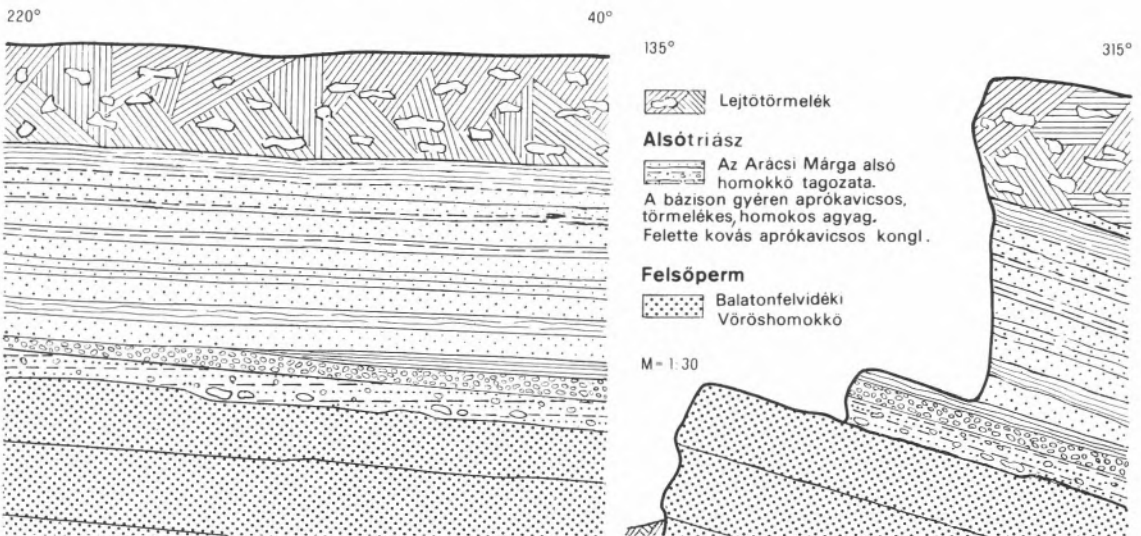 220°
40°
135°
315°
Lejtőtörmelék
Alsótriász
Az Arácsi Márga alsó
homokkő tagozata.
A bázison gyéren aprókavicsos,
törmelékes, homokos agyag.
Felette kovás aprókavicsos kongl.
Felsőperm
Balatonfelvidéki
Vöröshomokkő
M= 1:30